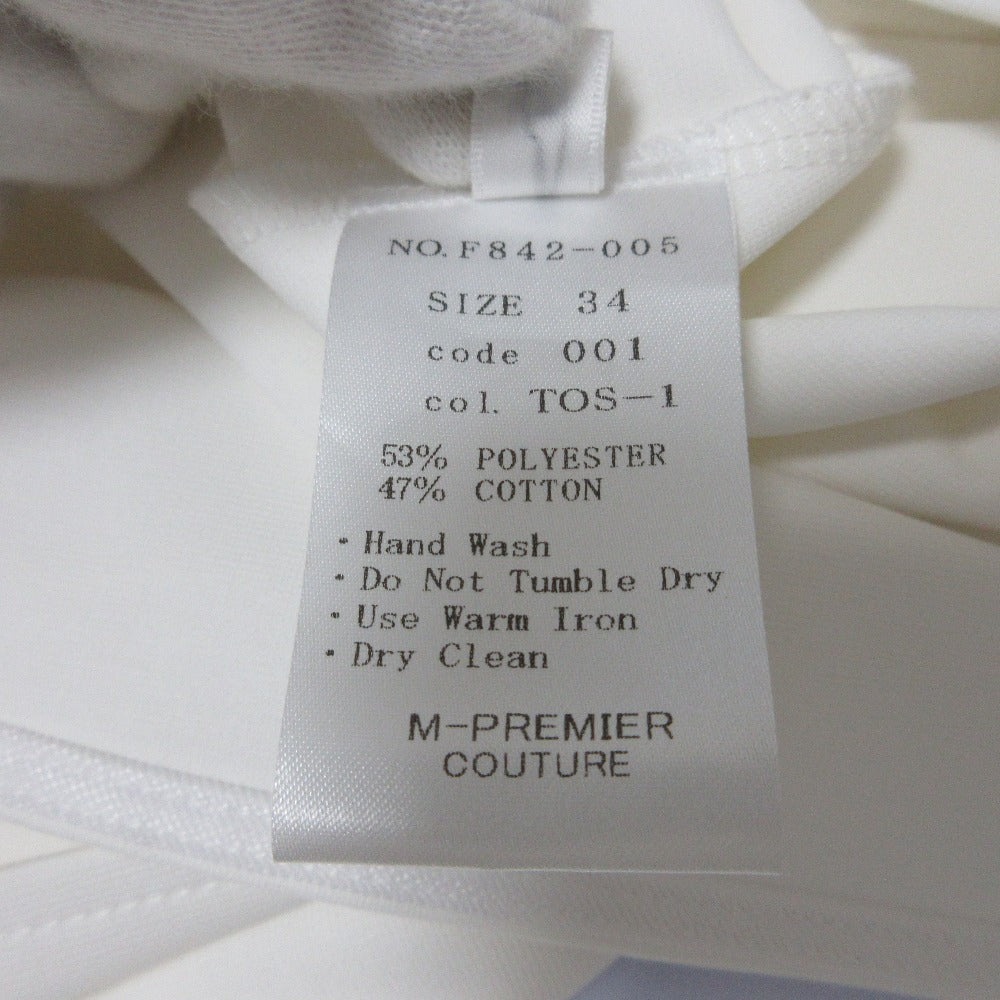 NO.F842-005
SIZE 34
code 001
col. TOS-1
53% POLYESTER
47% COTTON
・Hand Wash
・Do Not Tumble Dry
・Use Warm Iron
・Dry Clean
M-PREMIER
COUTURE